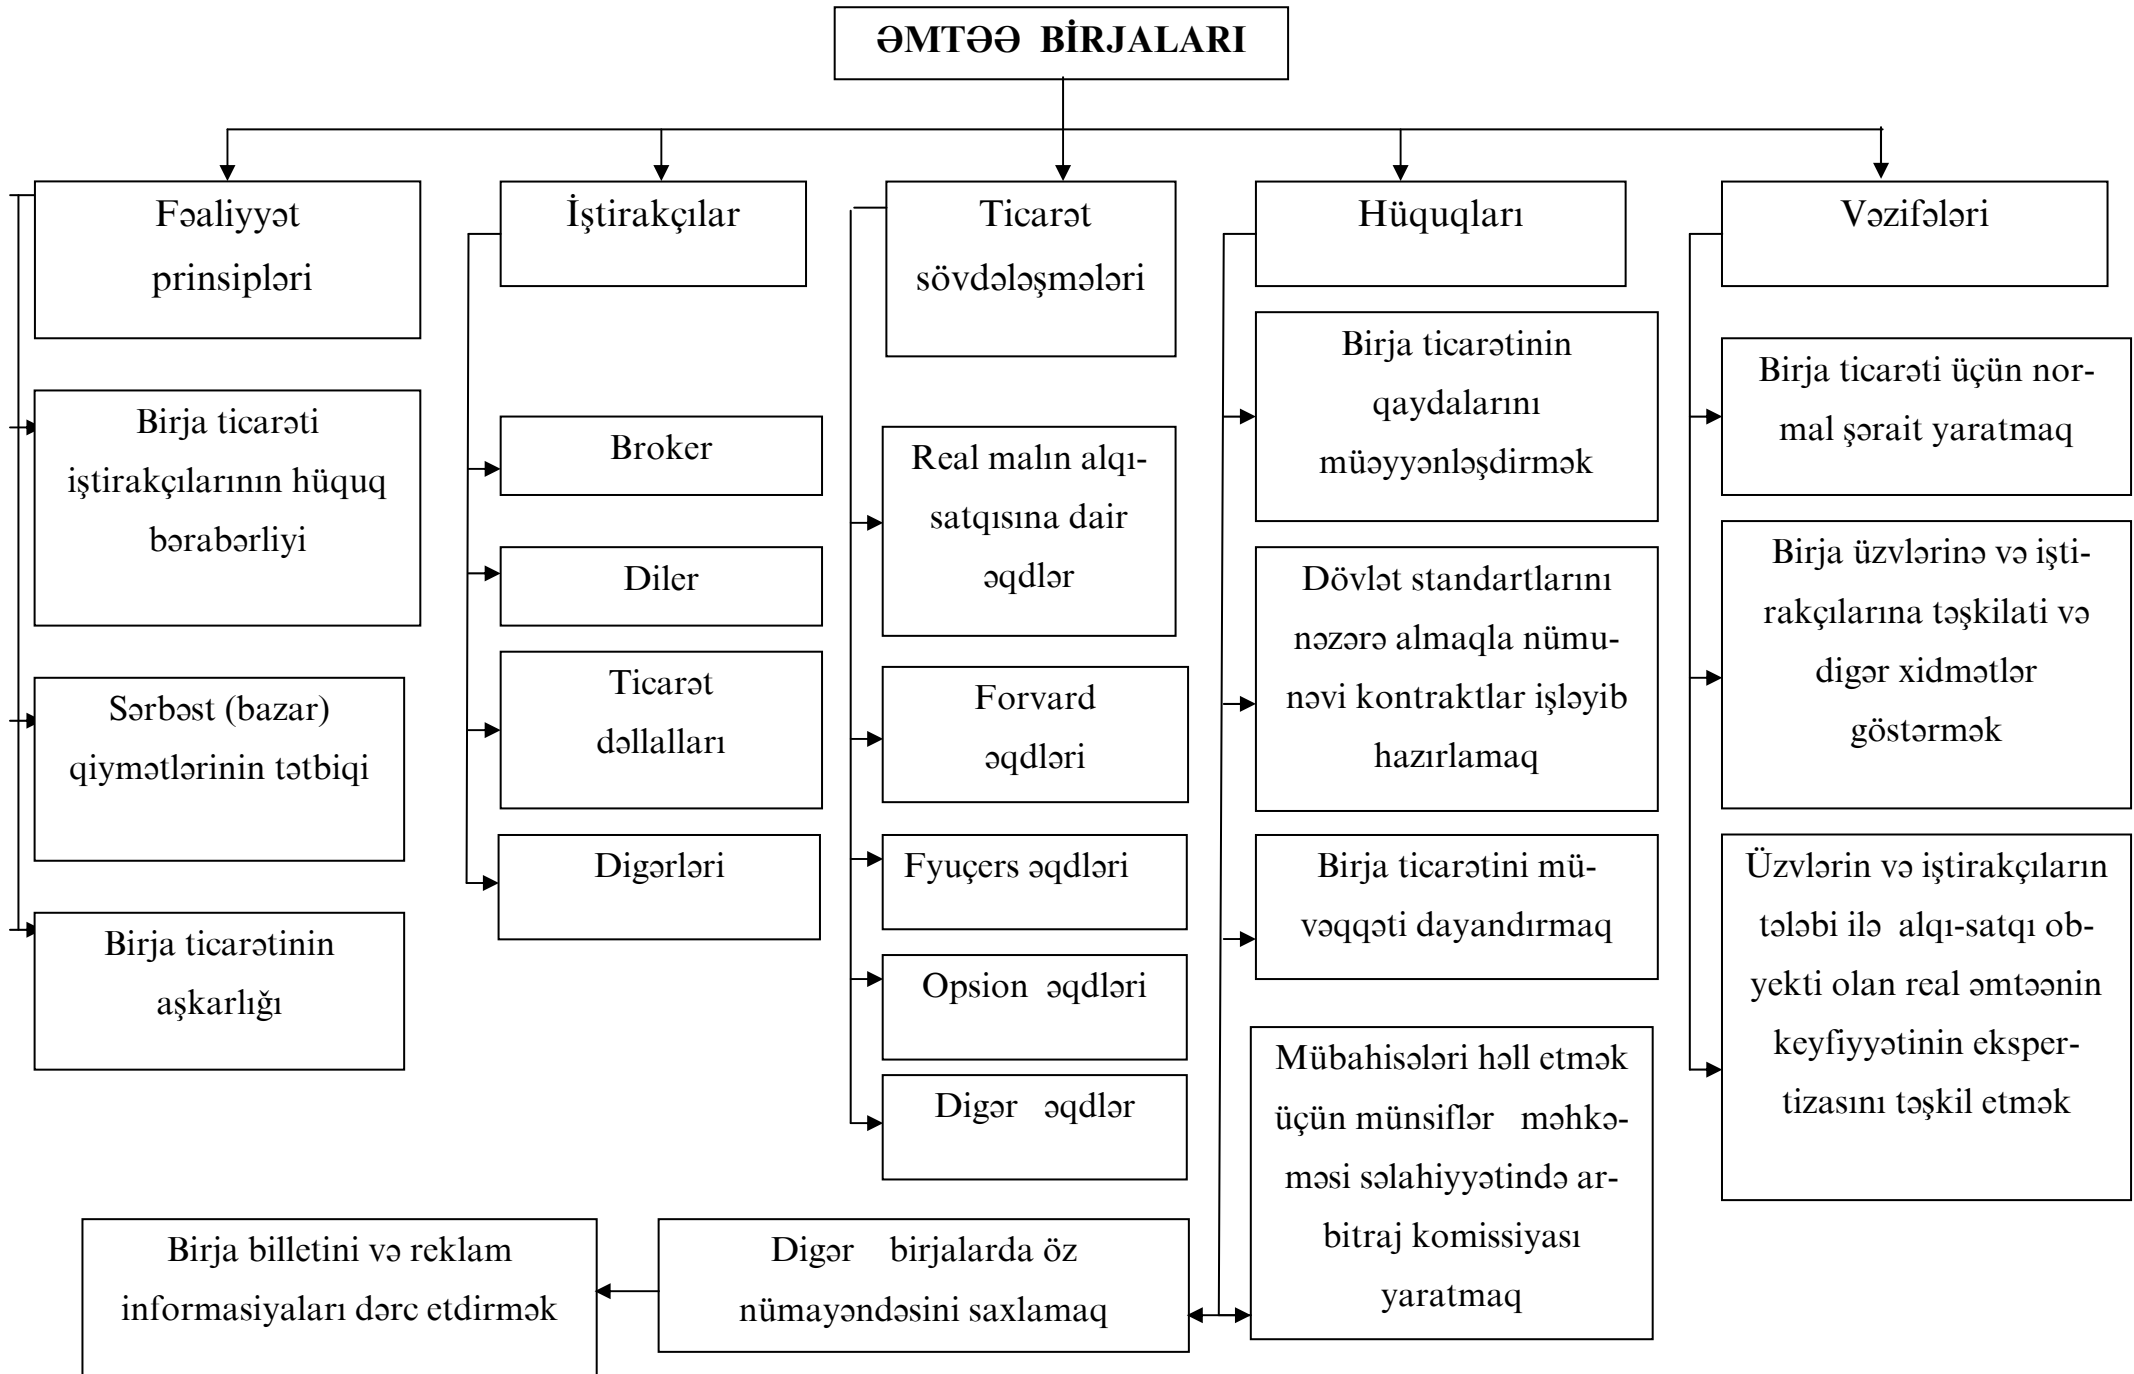 ƏMTƏƏ BİRJALARI
Fəaliyyət
prinsipləri
Birja ticarəti
iştirakçılarının hüquq
bərabərliyi
Sərbəst (bazar)
qiymətlərinin tətbiqi
Birja ticarətinin
aşkarlığı
İştirakçılar
Broker
Diler
Ticarət
dəllalları
Digərləri
Ticarət
sövdələşmələri
Real malın alqı-
satqısına dair
əqdlər
Forvard
əqdləri
Fyuçers əqdləri
Opsion əqdləri
Digər əqdlər
Hüquqları
Birja ticarətinin
qaydalarını
müəyyənləşdirmək
Dövlət standartlarını
nəzərə almaqla nümu-
nəvi kontraktlar işləyib
hazırlamaq
Birja ticarətini mü-
vəqqəti dayandırmaq
Mübahisələri həll etmək
üçün münsiflər məhkə-
məsi səlahiyyətində ar-
bitraj komissiyası
yaratmaq
Digər birjalarda öz
nümayəndəsini saxlamaq
Birja billetini və reklam
informasiyaları dərc etdirmək
Vəzifələri
Birja ticarəti üçün nor-
mal şərait yaratmaq
Birja üzvlərinə və işti-
rakçılarına təşkilati və
digər xidmətlər
göstərmək
Üzvlərin və iştirakçıların
tələbi ilə alqı-satqı ob-
yekti olan real əmtəənin
keyfiyyətinin eksper-
tizasını təşkil etmək